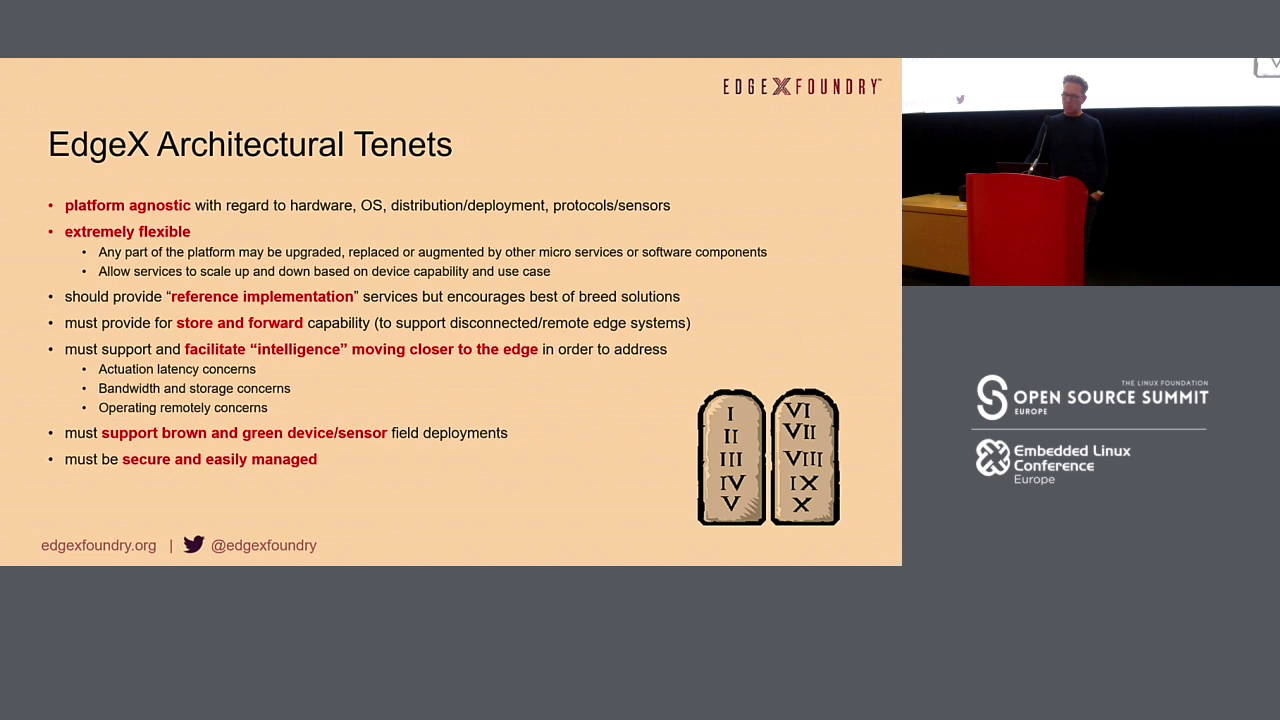 EDGEXFOUNDRY™
EdgeX Architectural Tenets
• platform agnostic with regard to hardware, OS, distribution/deployment, protocols/sensors
• extremely flexible
• Any part of the platform may be upgraded, replaced or augmented by other micro services or software components
• Allow services to scale up and down based on device capability and use case
• should provide “reference implementation” services but encourages best of breed solutions
• must provide for store and forward capability (to support disconnected/remote edge systems)
• must support and facilitate “intelligence” moving closer to the edge in order to address
• Actuation latency concerns
• Bandwidth and storage concerns
• Operating remotely concerns
• must support brown and green device/sensor field deployments
• must be secure and easily managed
I
II
III
IV
V
VI
VII
VIII
IX
X
edgexfoundry.org | @edgexfoundry
THE LINUX FOUNDATION
OPEN SOURCE SUMMIT
EUROPE
Embedded Linux
Conference
Europe